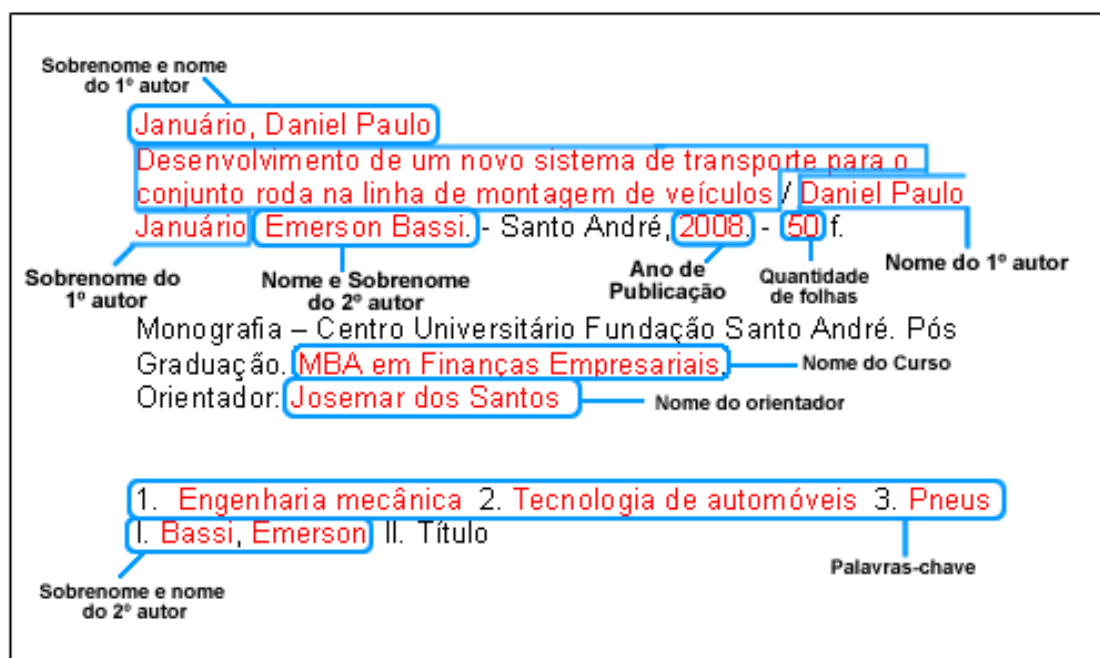 Sobrenome e nome
do 1º autor
Januário, Daniel Paulo
Desenvolvimento de um novo sistema de transporte para o
conjunto roda na linha de montagem de veículos / Daniel Paulo
Januário Emerson Bassi. - Santo André, 2008. - 50 f.
Sobrenome do
1º autor
Nome e Sobrenome
do 2º autor
Ano de
Publicação
Quantidade
de folhas
Nome do 1º autor
Monografia – Centro Universitário Fundação Santo André. Pós
Graduação. MBA em Finanças Empresariais.
Nome do Curso
Orientador: Josemar dos Santos
Nome do orientador
1. Engenharia mecânica 2. Tecnologia de automóveis 3. Pneus
I. Bassi, Emerson II. Título
Palavras-chave
Sobrenome e nome
do 2º autor